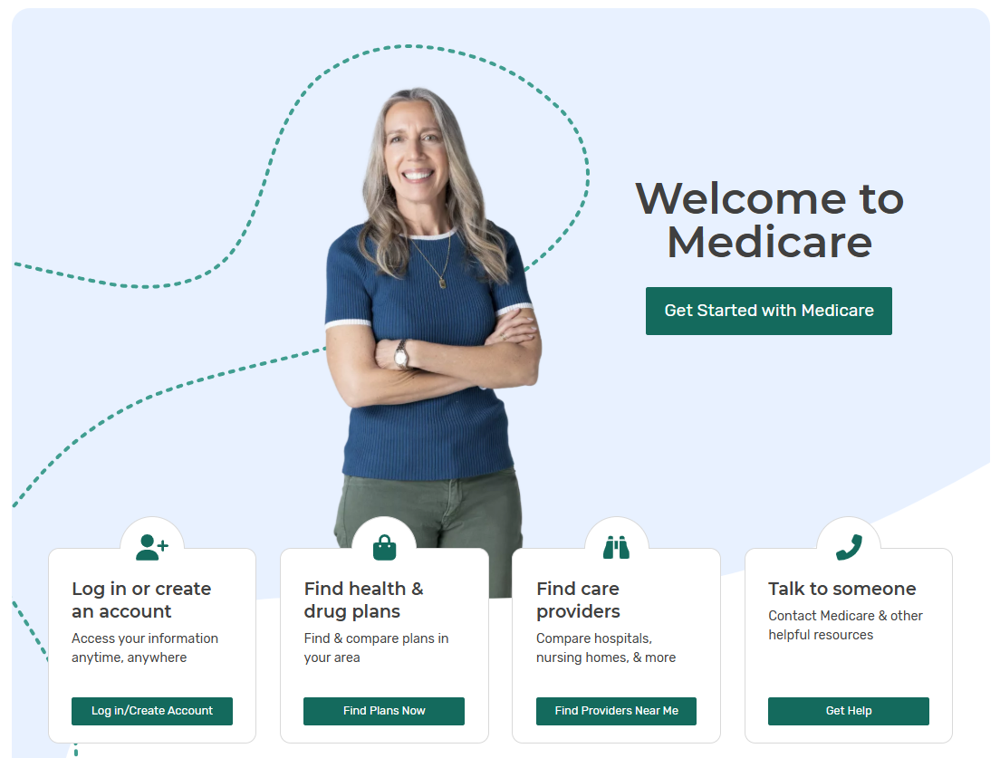 Welcome to
Medicare
Get Started with Medicare
Log in or create
an account
Access your information
anytime, anywhere
Log in/Create Account
Find health &
drug plans
Find & compare plans in
your area
Find Plans Now
Find care
providers
Compare hospitals,
nursing homes, & more
Find Providers Near Me
Talk to someone
Contact Medicare & other
helpful resources
Get Help